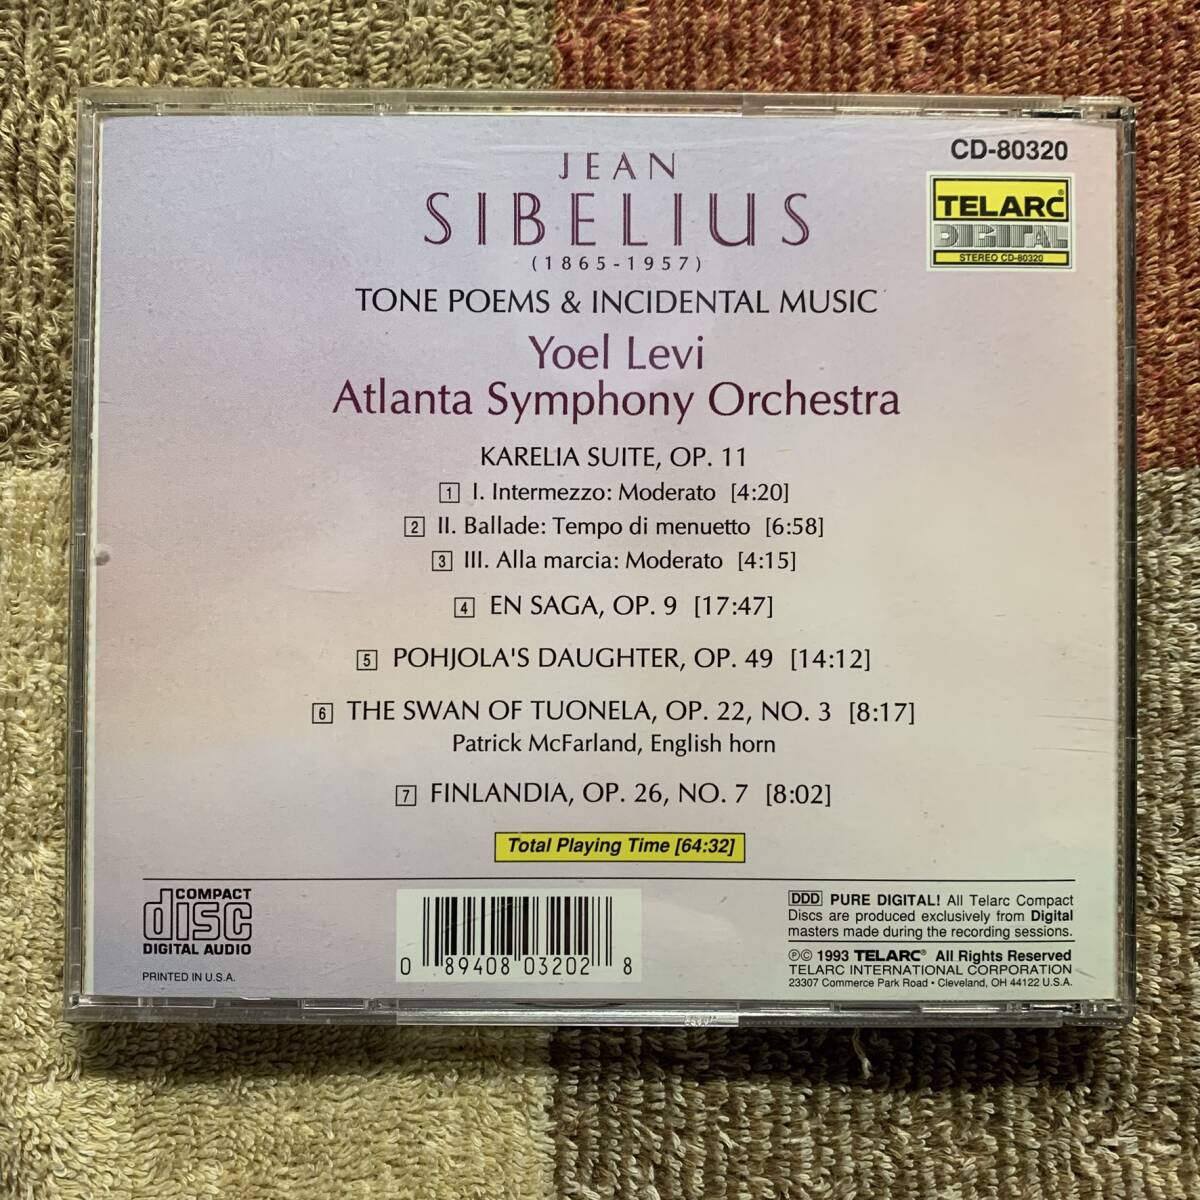 CD-80320
JEAN
SIBELIUS
(1865-1957)
TELARC®
DIGITAL
STEREO CD-80320
TONE POEMS & INCIDENTAL MUSIC
Yoel Levi
Atlanta Symphony Orchestra
KARELIA SUITE, OP. 11
1 I. Intermezzo: Moderato [4:20]
2 II. Ballade: Tempo di menuetto [6:58]
3 III. Alla marcia: Moderato [4:15]
4 EN SAGA, OP. 9 [17:47]
5 POHJOLA'S DAUGHTER, OP. 49 [14:12]
6 THE SWAN OF TUONELA, OP. 22, NO. 3 [8:17]
Patrick McFarland, English horn
7 FINLANDIA, OP. 26, NO. 7 [8:02]
Total Playing Time [64:32]
COMPACT
disc
DIGITAL AUDIO
PRINTED IN U.S.A.
0 89408 03202 8
DDD PURE DIGITAL! All Telarc Compact
Discs are produced exclusively from Digital
masters made during the recording sessions.
℗© 1993 TELARC® All Rights Reserved
TELARC INTERNATIONAL CORPORATION
23307 Commerce Park Road • Cleveland, OH 44122 U.S.A.